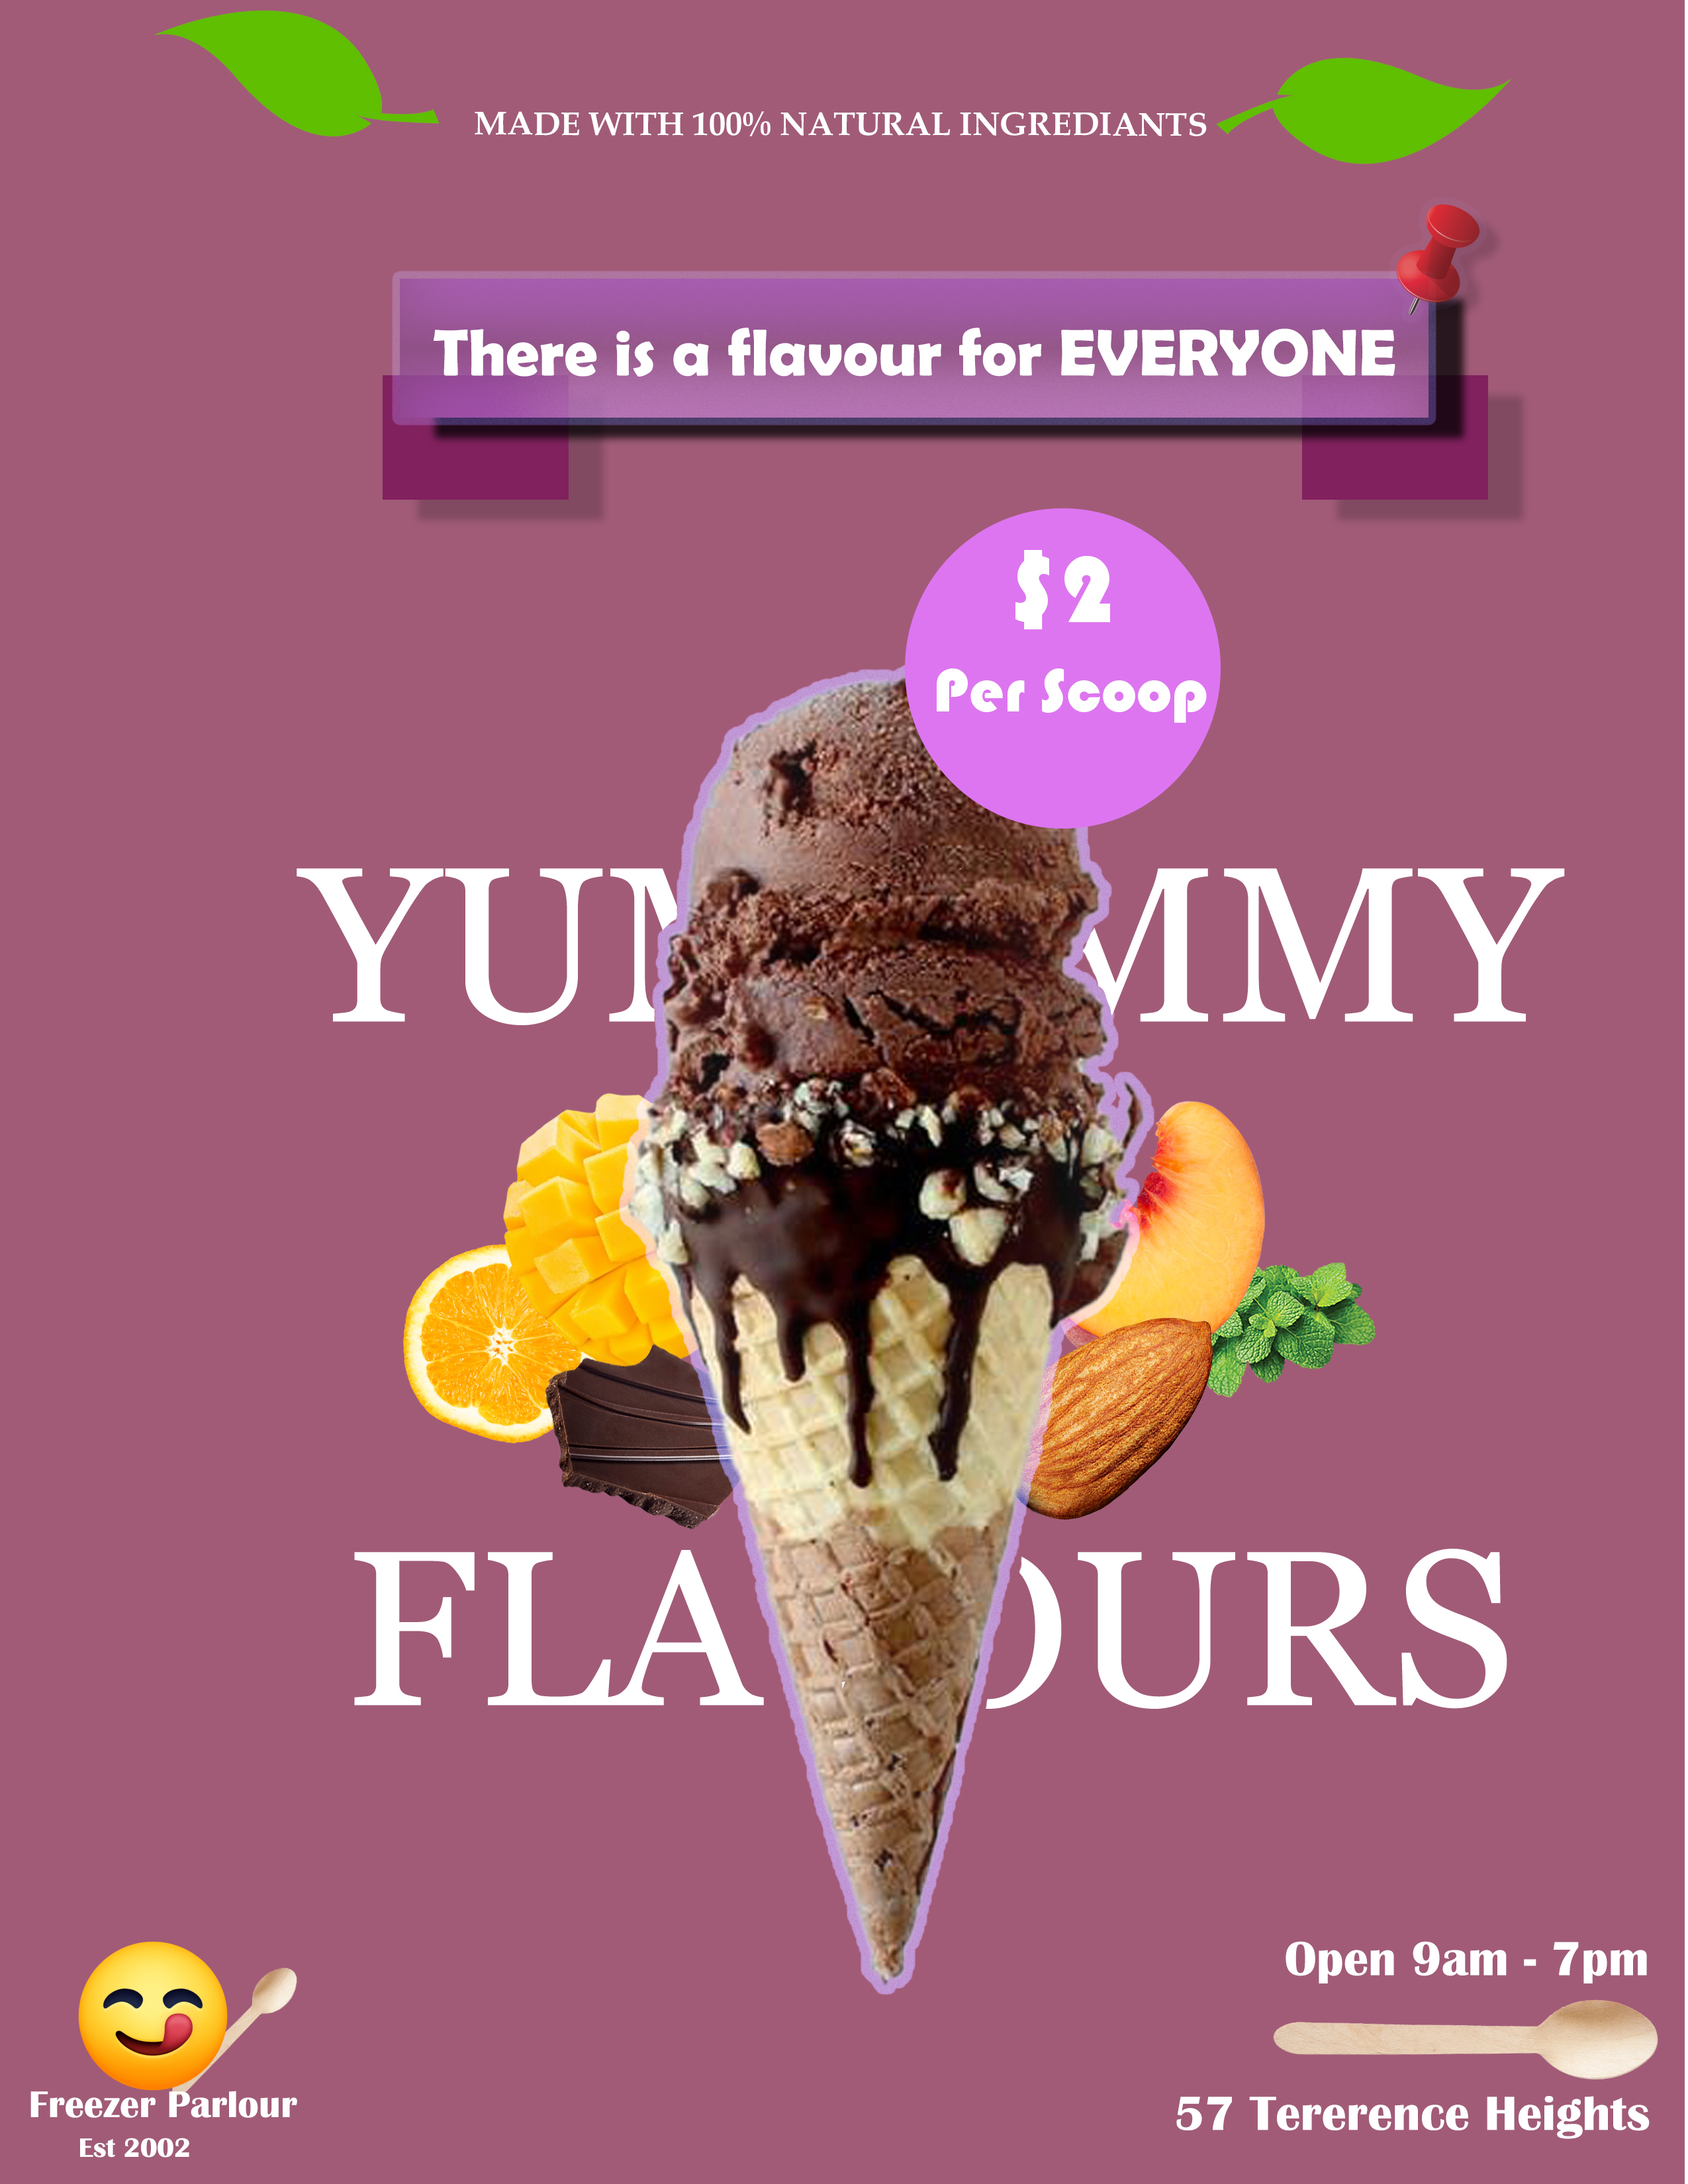 MADE WITH 100% NATURAL INGREDIANTS
There is a flavour for EVERYONE
$2
Per Scoop
YUM MMY
FLA OURS
Open 9am - 7pm
Freezer Parlour
Est 2002
57 Tererence Heights